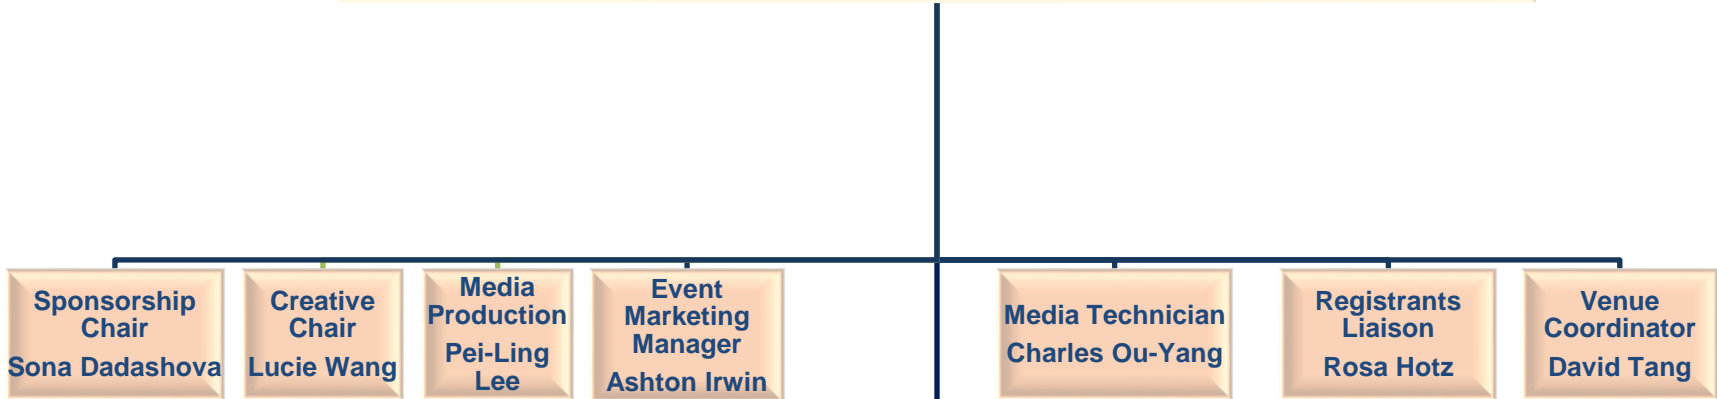 Sponsorship
Chair
Sona Dadashova
Creative
Chair
Lucie Wang
Media
Production
Pei-Ling
Lee
Event
Marketing
Manager
Ashton Irwin
Media Technician
Charles Ou-Yang
Registrants
Liaison
Rosa Hotz
Venue
Coordinator
David Tang